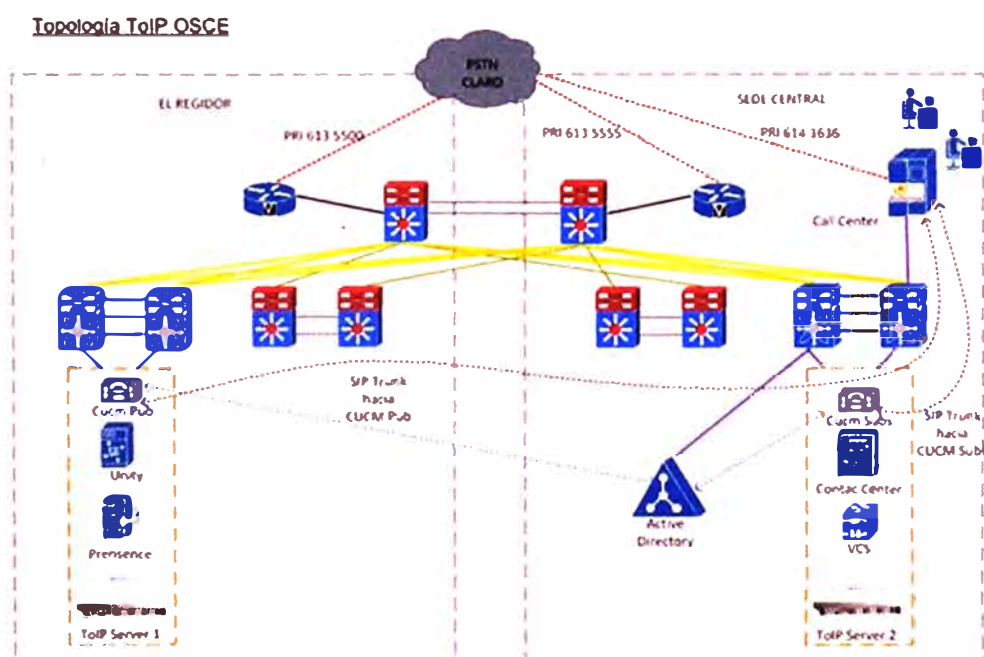 Topología ToIP OSCE
PSTN
CLARO
EL REGIDOR
SEDE CENTRAL
PRI 613 5500
PRI 613 5555
PRI 614 3636
V
V
Call Center
Cucm Pub
SIP Trunk
hacia
CUCM Pub
Cucm Subs
SIP Trunk
hacia
CUCM Sub
Unity
Contac Center
Active
Directory
Prensence
VCS
ToIP Server 1
ToIP Server 2